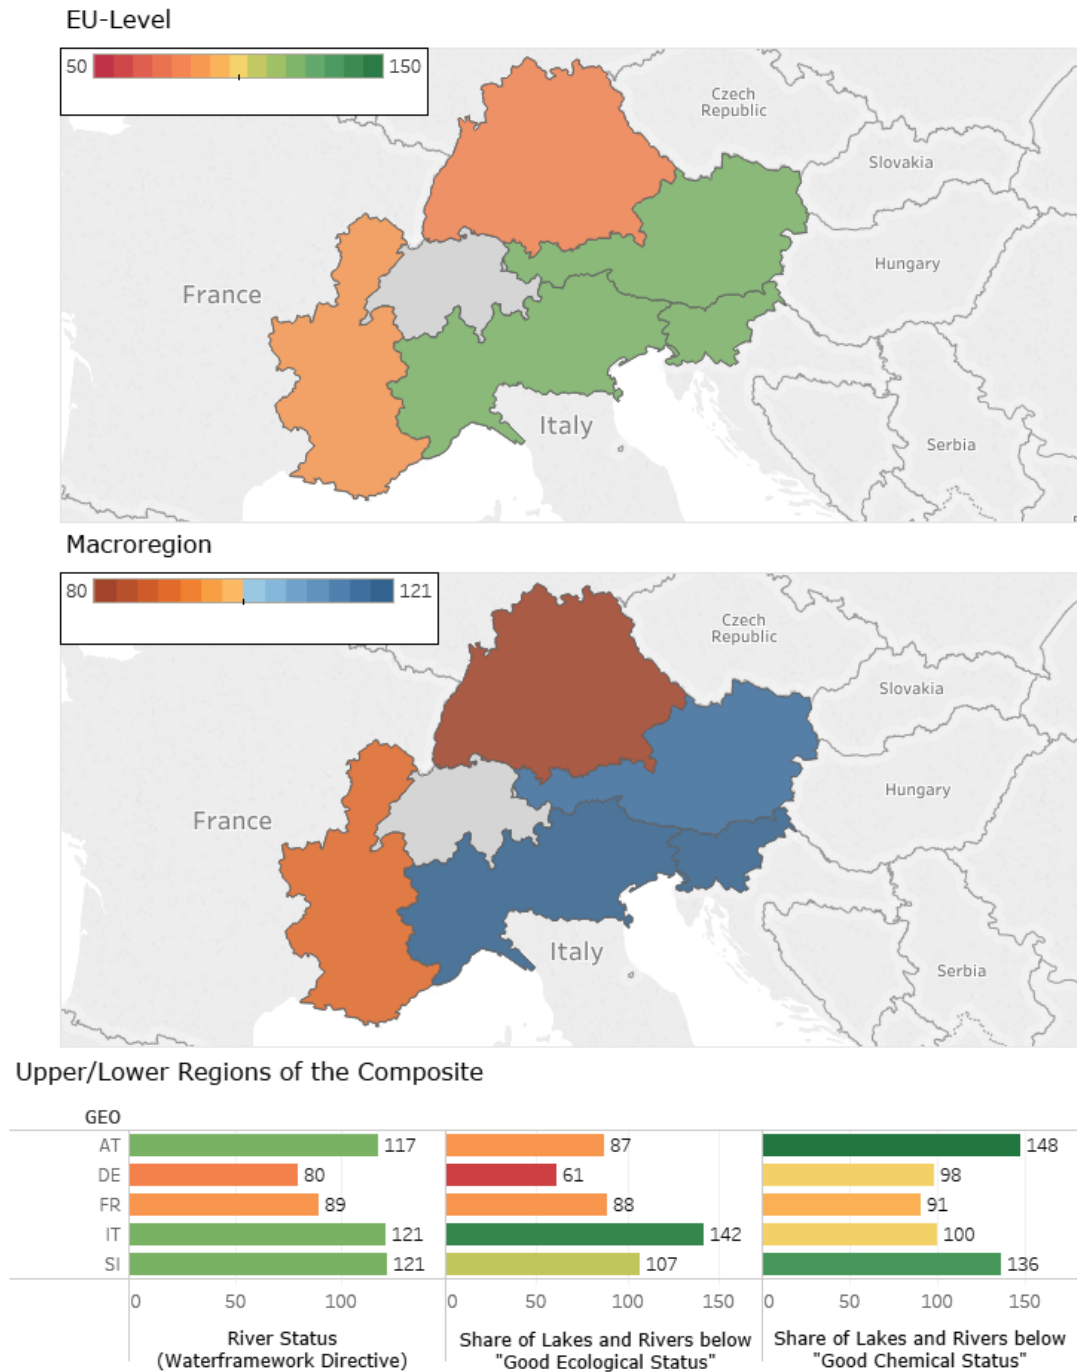 EU-Level
50 150
Czech
Republic
Slovakia
Hungary
France
Italy
Serbia
Macroregion
80 121
Czech
Republic
Slovakia
Hungary
France
Italy
Serbia
Upper/Lower Regions of the Composite
GEO
AT 117 87 148
DE 80 61 98
FR 89 88 91
IT 121 142 100
SI 121 107 136
0 50 100 0 50 100 150 0 50 100 150
River Status
(Waterframework Directive)
Share of Lakes and Rivers below
"Good Ecological Status"
Share of Lakes and Rivers below
"Good Chemical Status"